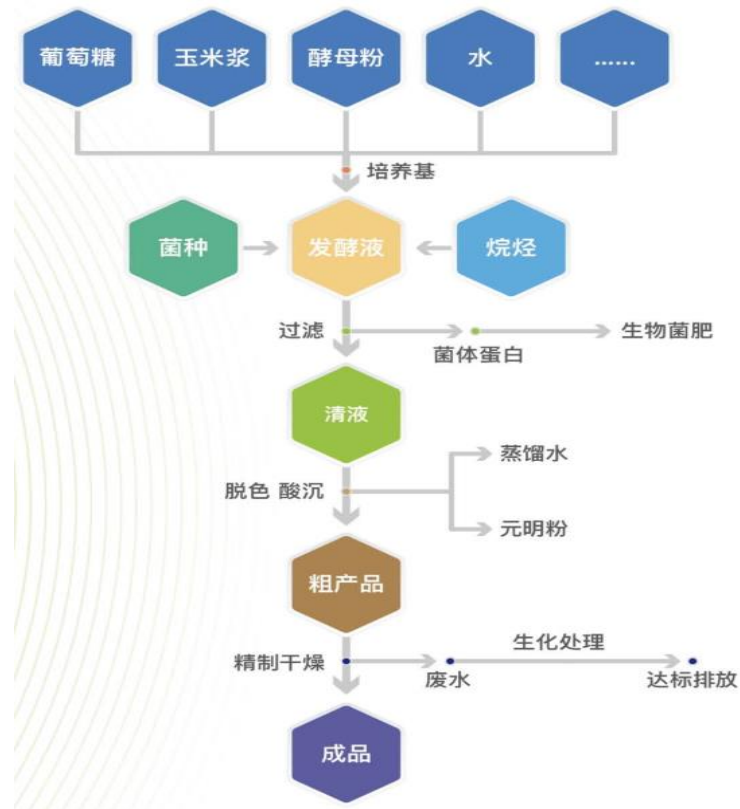 葡萄糖
玉米浆
酵母粉
水
......
培养基
菌种
发酵液
烷烃
过滤
菌体蛋白
生物菌肥
清液
蒸馏水
脱色 酸沉
元明粉
粗产品
生化处理
精制干燥
废水
达标排放
成品